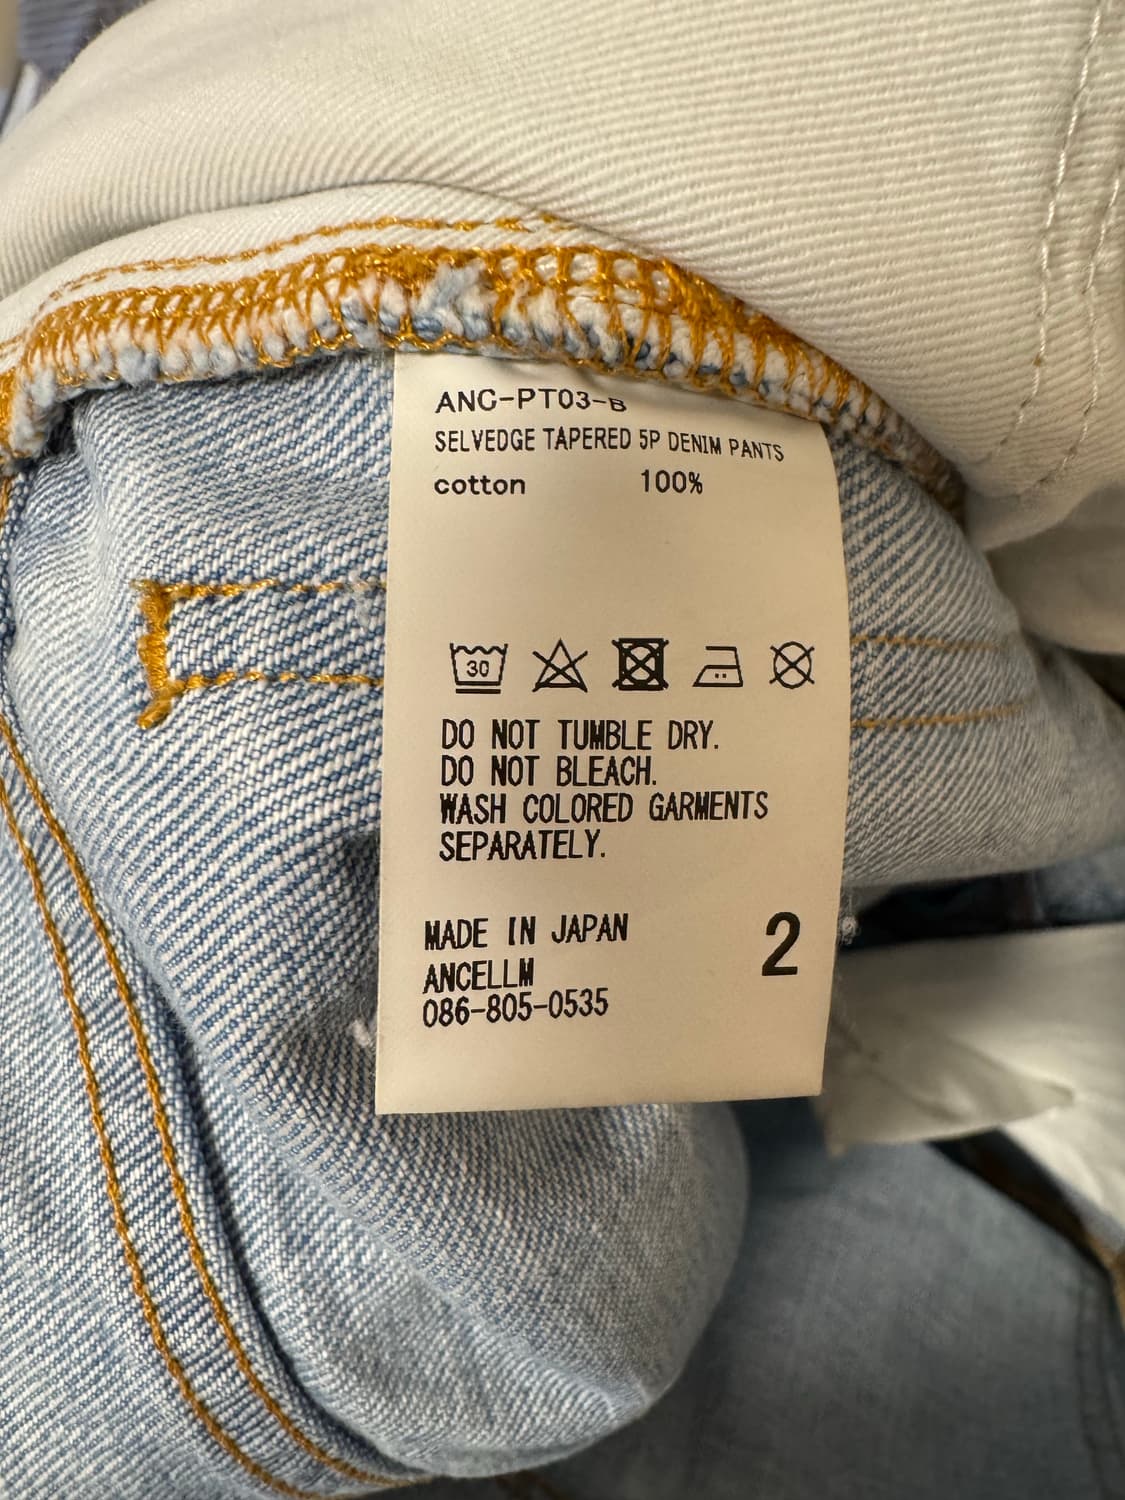 ANC-PT03-B
SELVEDGE TAPERED 5P DENIM PANTS
cotton 100%
30
DO NOT TUMBLE DRY.
DO NOT BLEACH.
WASH COLORED GARMENTS
SEPARATELY.
MADE IN JAPAN 2
ANCELLM
086-805-0535